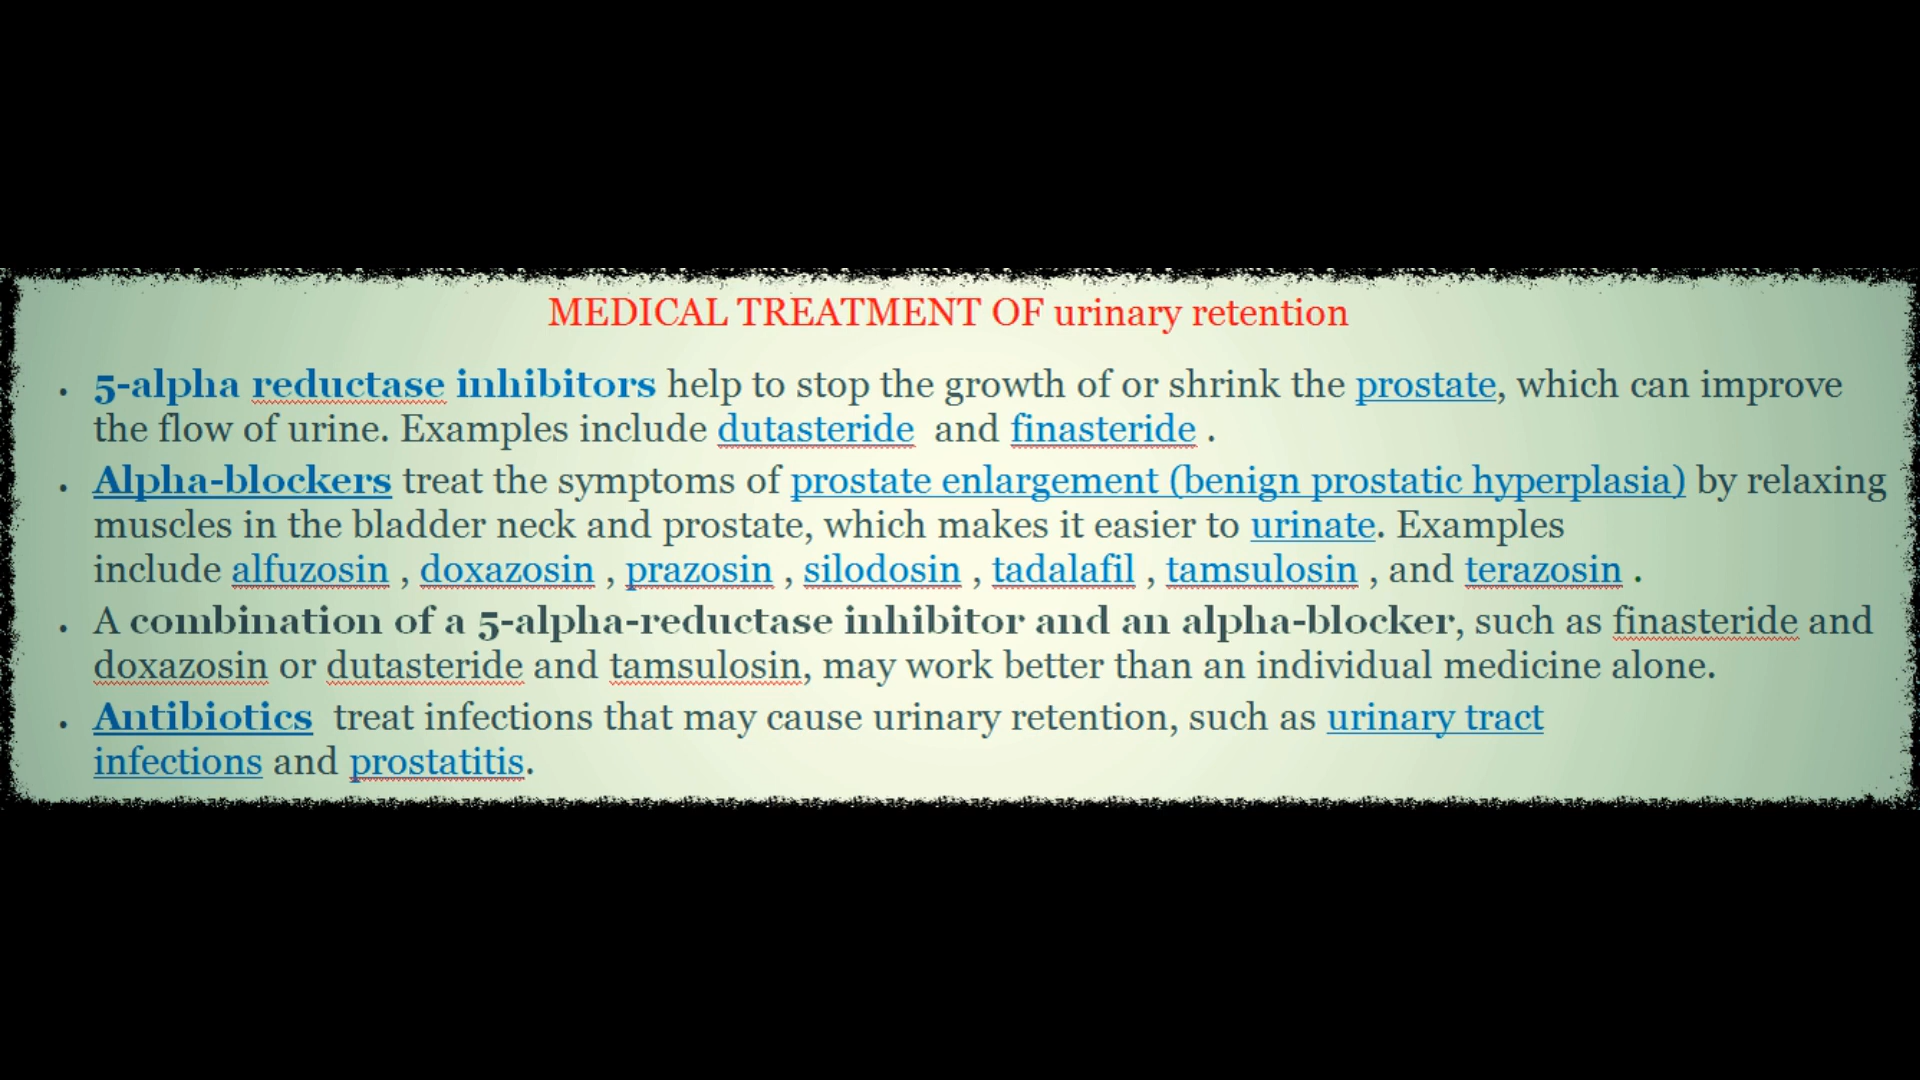 MEDICAL TREATMENT OF urinary retention
• 5-alpha reductase inhibitors help to stop the growth of or shrink the prostate, which can improve
the flow of urine. Examples include dutasteride  and finasteride .
• Alpha-blockers treat the symptoms of prostate enlargement (benign prostatic hyperplasia) by relaxing
muscles in the bladder neck and prostate, which makes it easier to urinate. Examples
include alfuzosin , doxazosin , prazosin , silodosin , tadalafil , tamsulosin , and terazosin .
• A combination of a 5-alpha-reductase inhibitor and an alpha-blocker, such as finasteride and
doxazosin or dutasteride and tamsulosin, may work better than an individual medicine alone.
• Antibiotics  treat infections that may cause urinary retention, such as urinary tract
infections and prostatitis.